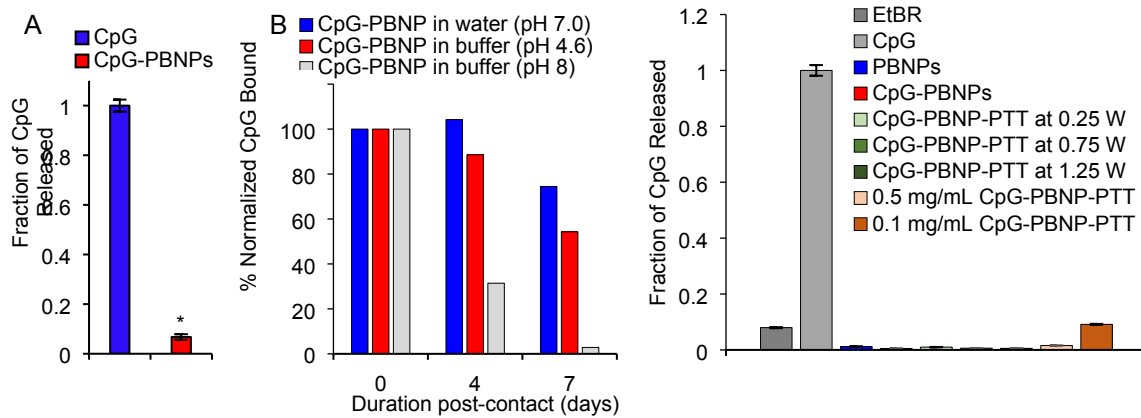 A
CpG
CpG-PBNPs
Fraction of CpG
Released
1
0.8
0.6
0.4
0.2
0
*
B
CpG-PBNP in water (pH 7.0)
CpG-PBNP in buffer (pH 4.6)
CpG-PBNP in buffer (pH 8)
% Normalized CpG Bound
100
80
60
40
20
0
0 4 7
Duration post-contact (days)
Fraction of CpG Released
1.2
1
0.8
0.6
0.4
0.2
0
EtBR
CpG
PBNPs
CpG-PBNPs
CpG-PBNP-PTT at 0.25 W
CpG-PBNP-PTT at 0.75 W
CpG-PBNP-PTT at 1.25 W
0.5 mg/mL CpG-PBNP-PTT
0.1 mg/mL CpG-PBNP-PTT